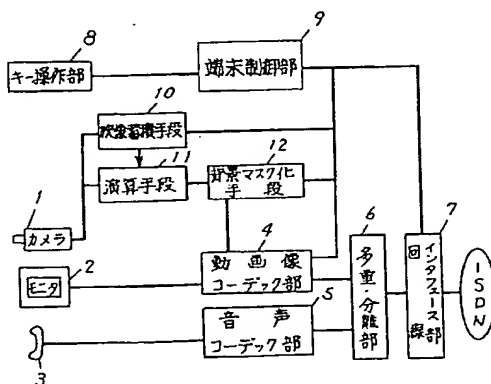 8
キー操作部
9
端末制御部
10
映像蓄積手段
11
演算手段
12
背景マスク化
手段
1
カメラ
2
モニタ
3
4
動画像
コーデック部
5
音声
コーデック部
6
多重・分離部
7
回線
インタフェース部
ISDN